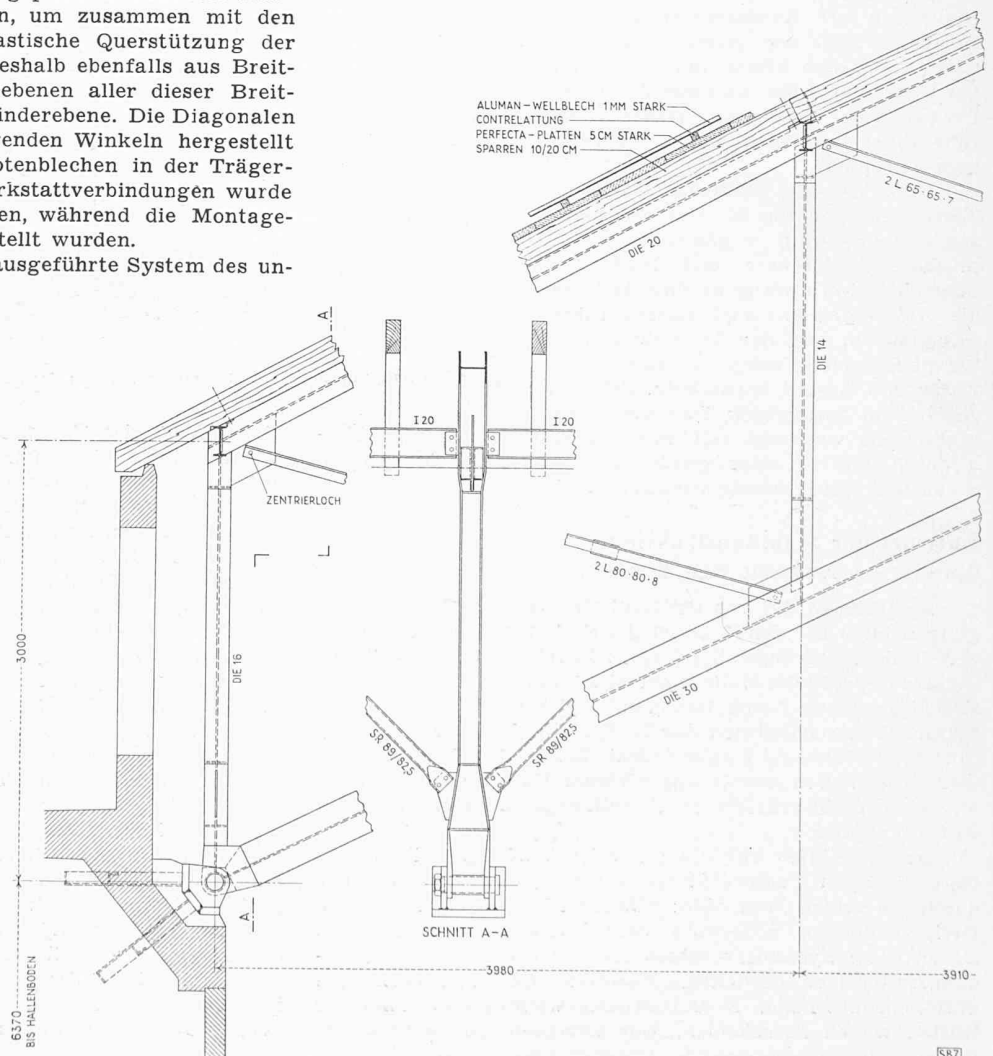 n, um zusammen mit den
astische Querstützung der
eshalb ebenfalls aus Breit-
ebenen aller dieser Breit-
inderebene. Die Diagonalen
genden Winkeln hergestellt
otenblechen in der Träger-
rkstattverbindungen wurde
en, während die Montage-
tellt wurden.
ausgeführte System des un-
ALUMAN-WELLBLECH 1MM STARK
CONTRELATTUNG
PERFECTA-PLATTEN 5CM STARK
SPARREN 10/20 CM
DIE 20
2 L 65·65·7
DIE 14
A
I 20
I 20
ZENTRIERLOCH
2 L 80·80·8
3000
DIE 16
DIE 30
SR 89/82,5
SR 89/82,5
A
SCHNITT A-A
3980
3910
6370
BIS HALLENBODEN
SBZ